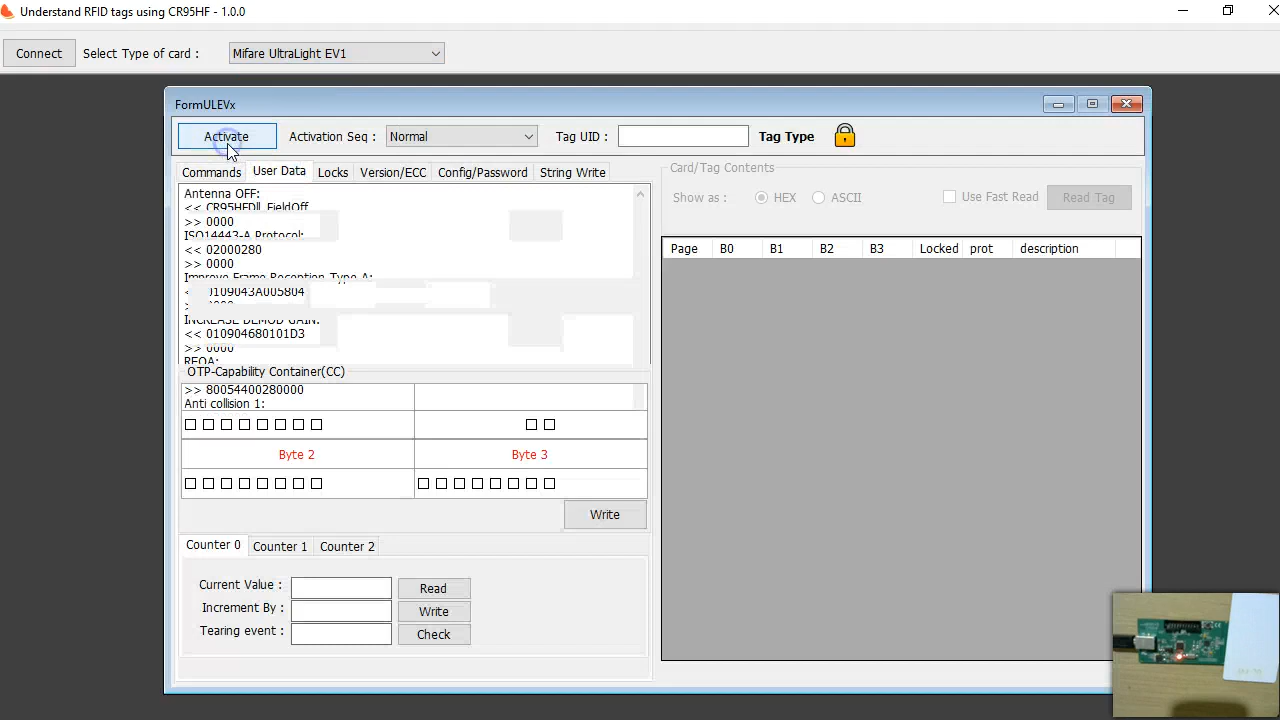 Understand RFID tags using CR95HF - 1.0.0
Connect Select Type of card : Mifare UltraLight EV1
FormULEVx
Activate Activation Seq : Normal Tag UID : Tag Type
Commands User Data Locks Version/ECC Config/Password String Write
Antenna OFF:
<< CR95HFDll_FieldOff
>> 0000
ISO14443-A Protocol:
<< 02000280
>> 0000
Improve Frame Reception Type A:
<< 0109043A005804
>> 0000
INCREASE DEMOD GAIN:
<< 010904680101D3
>> 0000
REQA:
OTP-Capability Container(CC)
>> 80054400280000
Anti collision 1:
Byte 2 Byte 3
Write
Counter 0 Counter 1 Counter 2
Current Value : Read
Increment By : Write
Tearing event : Check
Card/Tag Contents
Show as : HEX ASCII Use Fast Read Read Tag
Page B0 B1 B2 B3 Locked prot description